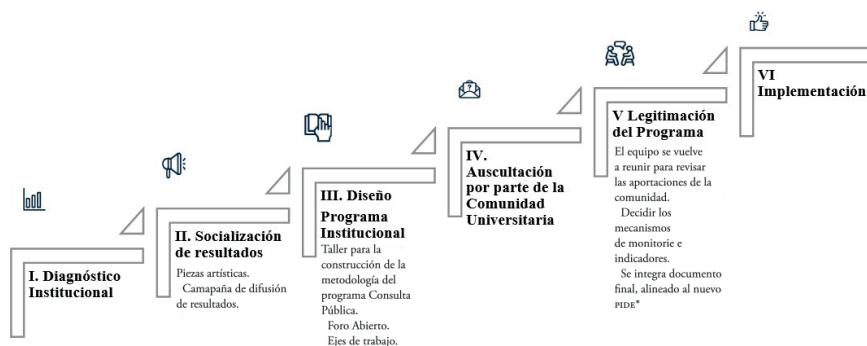 I. Diagnóstico
Institucional
II. Socialización
de resultados
Piezas artísticas.
Camapaña de difusión
de resultados.
III. Diseño
Programa
Institucional
Taller para la
construcción de la
metodología del
programa Consulta
Pública.
Foro Abierto.
Ejes de trabajo.
IV.
Auscultación
por parte de la
Comunidad
Universitaria
V Legitimación
del Programa
El equipo se vuelve
a reunir para revisar
las aportaciones de la
comunidad.
Decidir los
mecanismos
de monitorie e
indicadores.
Se integra documento
final, alineado al nuevo
PIDE*
VI
Implementación